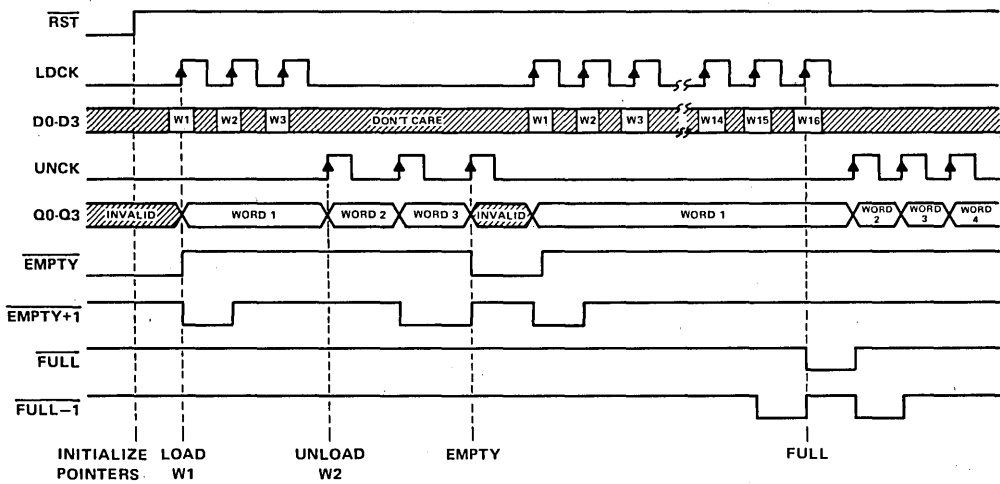 RST
LDCK
D0-D3 W1 W2 W3 DON'T CARE W1 W2 W3 W14 W15 W16
UNCK
Q0-Q3 INVALID WORD 1 WORD 2 WORD 3 INVALID WORD 1 WORD 2 WORD 3 WORD 4
EMPTY
EMPTY+1
FULL
FULL−1
INITIALIZE POINTERS
LOAD W1
UNLOAD W2
EMPTY
FULL